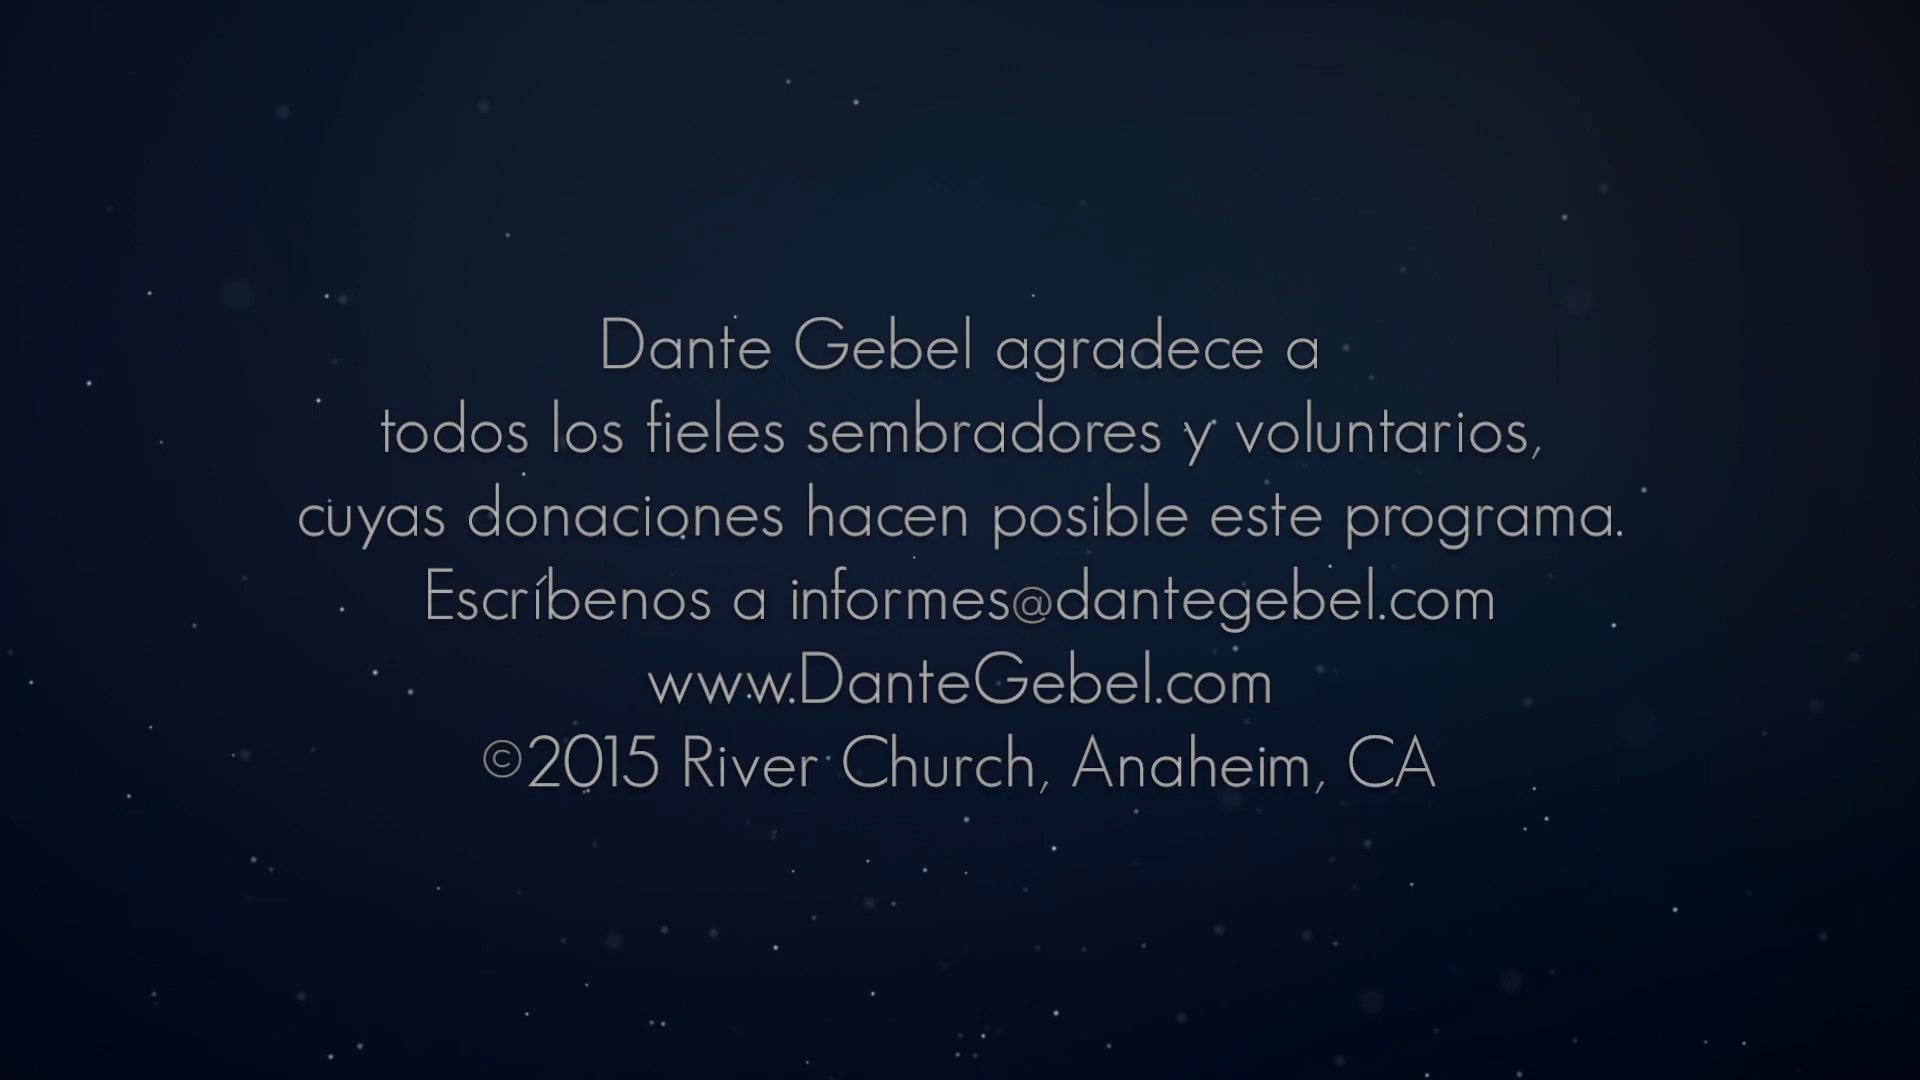 Dante Gebel agradece a
todos los fieles sembradores y voluntarios,
cuyas donaciones hacen posible este programa.
Escríbenos a informes@dantegebel.com
www.DanteGebel.com
©2015 River Church, Anaheim, CA